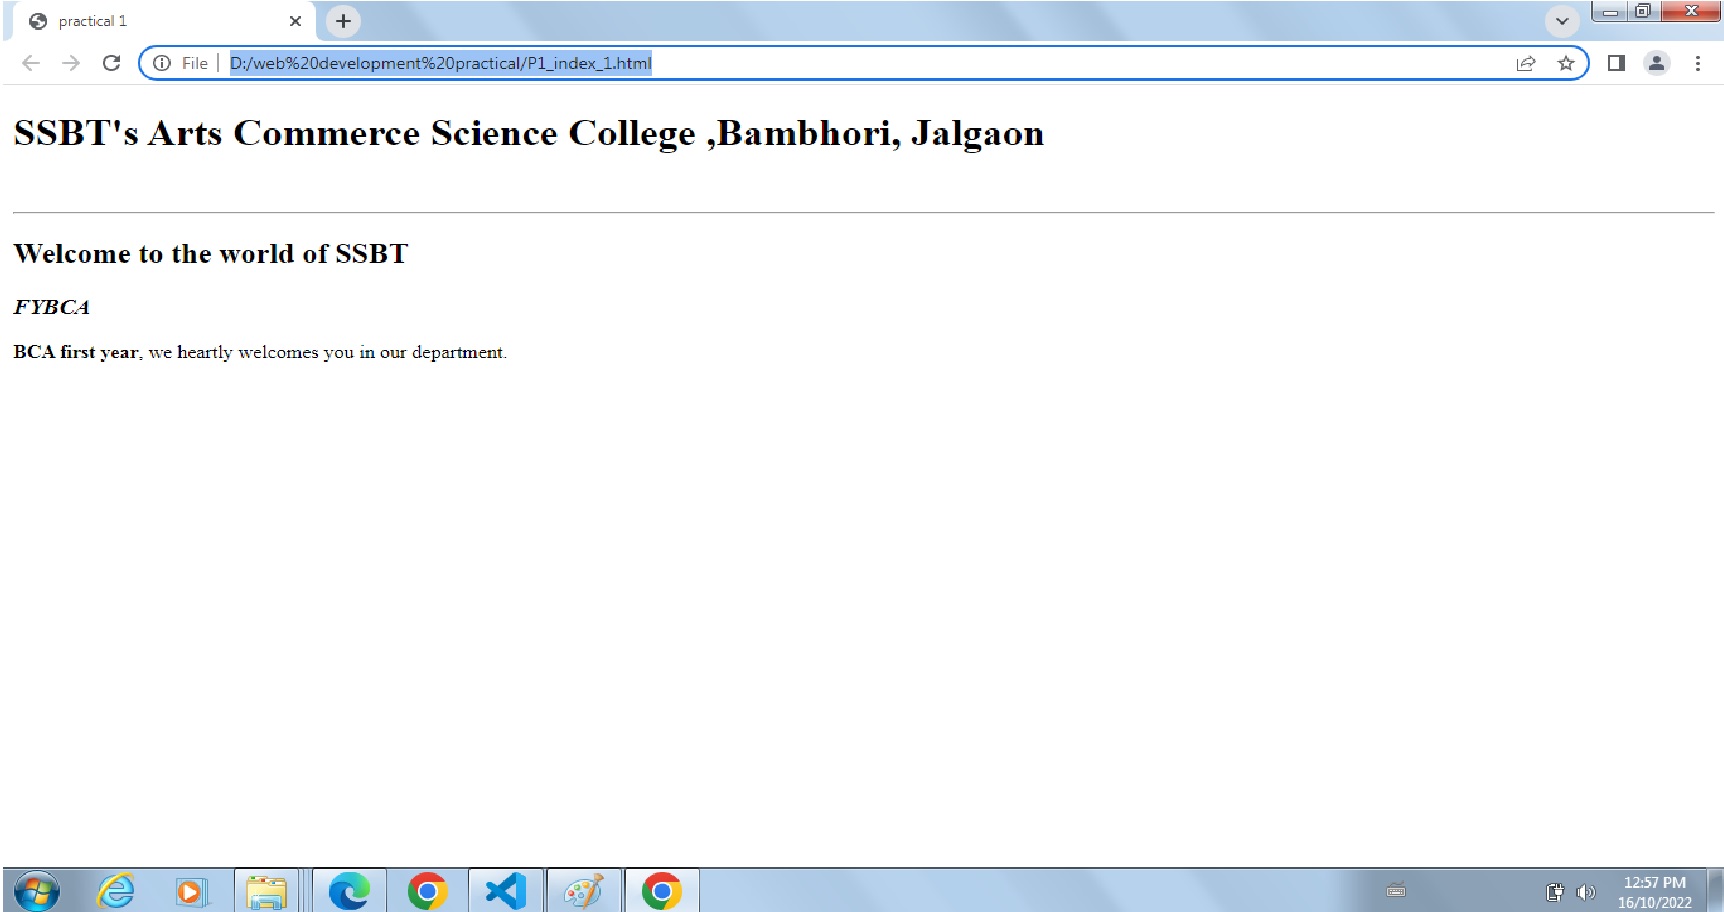 practical 1
File
D:/web%20development%20practical/P1_index_1.html
SSBT's Arts Commerce Science College ,Bambhori, Jalgaon
Welcome to the world of SSBT
FYBCA
BCA first year, we heartly welcomes you in our department.
12:57 PM
16/10/2022